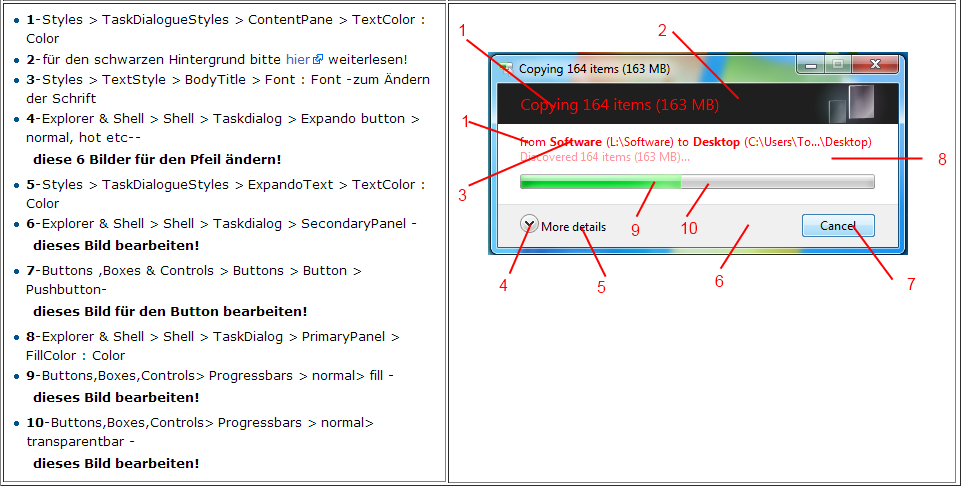 1-Styles > TaskDialogueStyles > ContentPane > TextColor :
Color
2-für den schwarzen Hintergrund bitte hier weiterlesen!
3-Styles > TextStyle > BodyTitle > Font : Font -zum Ändern
der Schrift
4-Explorer & Shell > Shell > Taskdialog > Expando button >
normal, hot etc--
diese 6 Bilder für den Pfeil ändern!
5-Styles > TaskDialogueStyles > ExpandoText > TextColor :
Color
6-Explorer & Shell > Shell > Taskdialog > SecondaryPanel -
dieses Bild bearbeiten!
7-Buttons ,Boxes & Controls > Buttons > Button >
Pushbutton-
dieses Bild für den Button bearbeiten!
8-Explorer & Shell > Shell > TaskDialog > PrimaryPanel >
FillColor : Color
9-Buttons,Boxes,Controls> Progressbars > normal> fill -
dieses Bild bearbeiten!
10-Buttons,Boxes,Controls> Progressbars > normal>
transparentbar -
dieses Bild bearbeiten!
1
2
Copying 164 items (163 MB)
Copying 164 items (163 MB)
1
from Software (L:\Software) to Desktop (C:\Users\To...\Desktop)
Discovered 164 items (163 MB)...
8
3
9
10
More details
Cancel
4
5
6
7